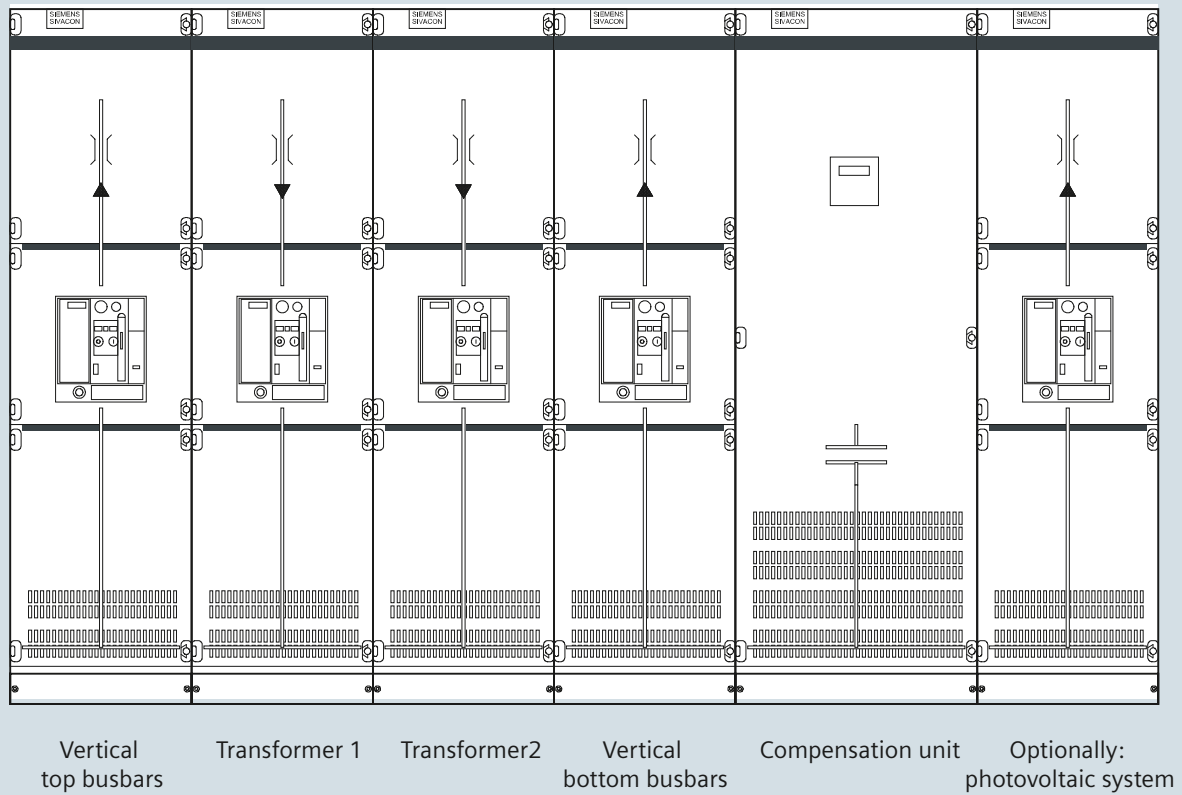 SIEMENS
SIVACON
SIEMENS
SIVACON
SIEMENS
SIVACON
SIEMENS
SIVACON
SIEMENS
SIVACON
SIEMENS
SIVACON
Vertical
top busbars
Transformer 1
Transformer2
Vertical
bottom busbars
Compensation unit
Optionally:
photovoltaic system